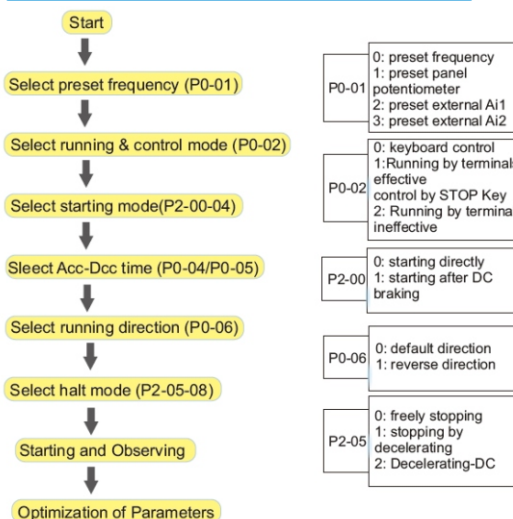 Start
Select preset frequency (P0-01)
Select running & control mode (P0-02)
Select starting mode(P2-00-04)
Sleect Acc-Dcc time (P0-04/P0-05)
Select running direction (P0-06)
Select halt mode (P2-05-08)
Starting and Observing
Optimization of Parameters
P0-01
0: preset frequency
1: preset panel
potentiometer
2: preset external Ai1
3: preset external Ai2
P0-02
0: keyboard control
1:Running by terminals
effective
control by STOP Key
2: Running by termina
ineffective
P2-00
0: starting directly
1: starting after DC
braking
P0-06
0: default direction
1: reverse direction
P2-05
0: freely stopping
1: stopping by
decelerating
2: Decelerating-DC